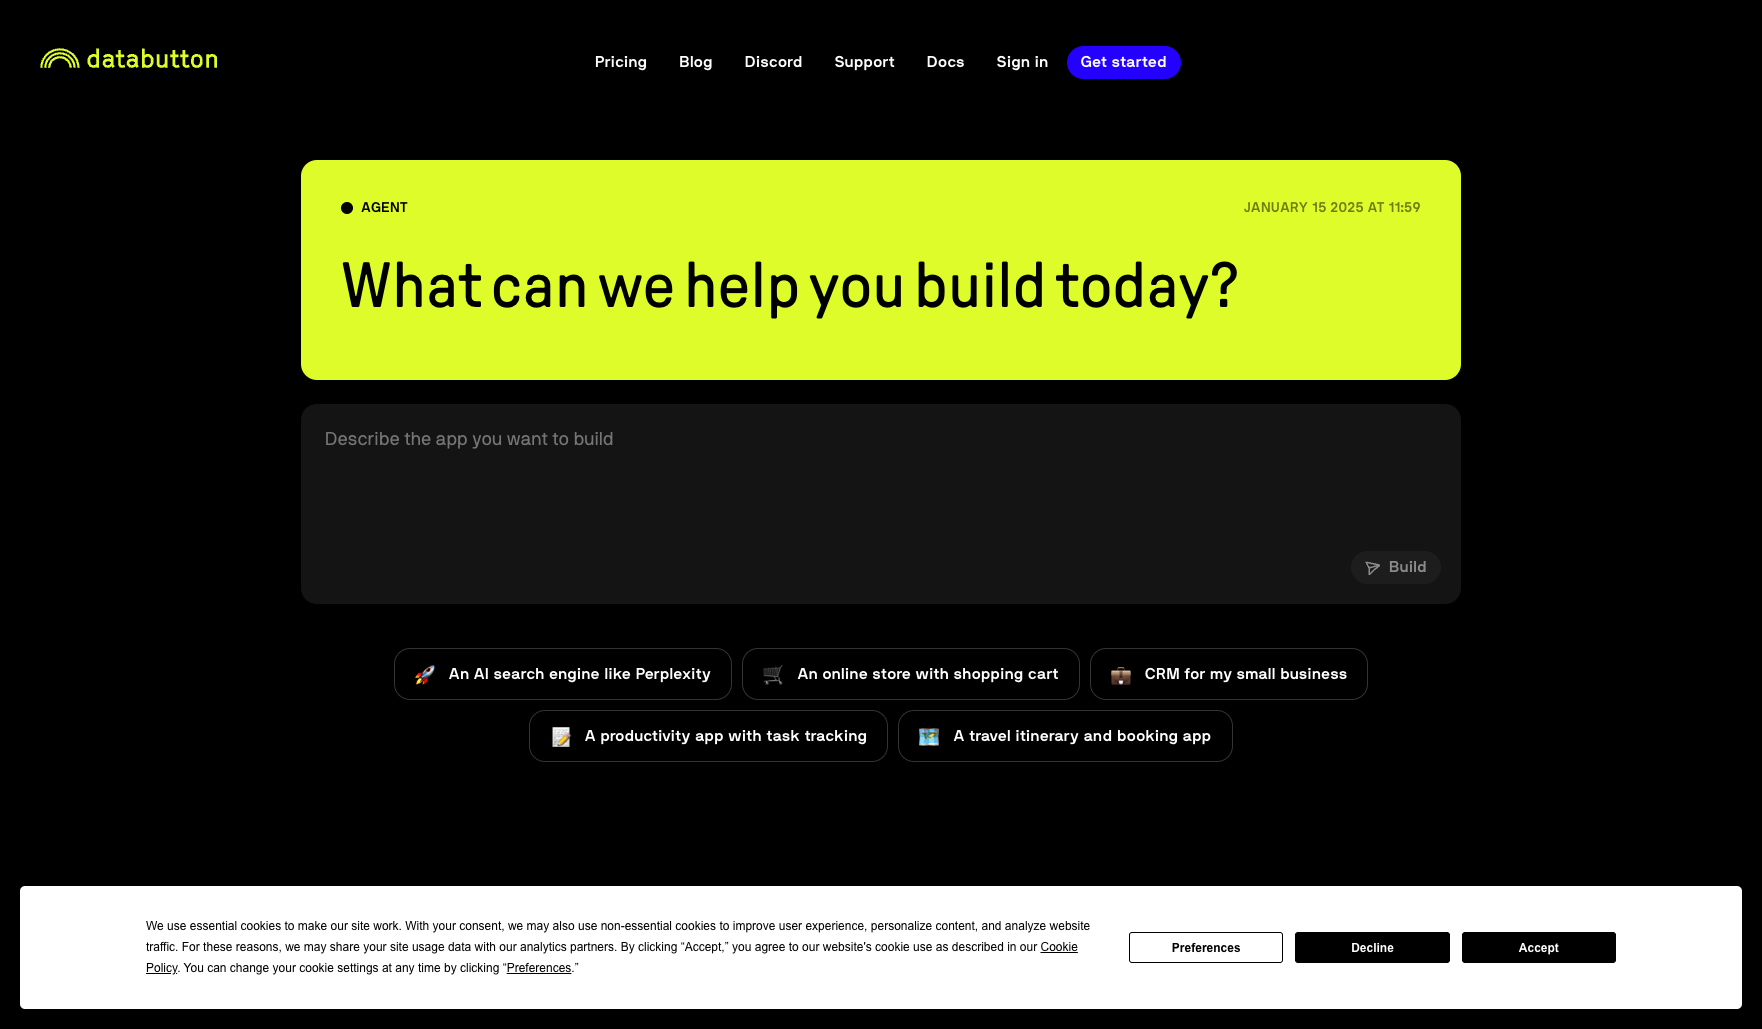 databutton
Pricing Blog Discord Support Docs Sign in Get started
AGENT JANUARY 15 2025 AT 11:59
What can we help you build today?
Describe the app you want to build
Build
An AI search engine like Perplexity An online store with shopping cart CRM for my small business
A productivity app with task tracking A travel itinerary and booking app
We use essential cookies to make our site work. With your consent, we may also use non-essential cookies to improve user experience, personalize content, and analyze website
traffic. For these reasons, we may share your site usage data with our analytics partners. By clicking “Accept,” you agree to our website's cookie use as described in our Cookie
Policy. You can change your cookie settings at any time by clicking “Preferences.”
Preferences Decline Accept